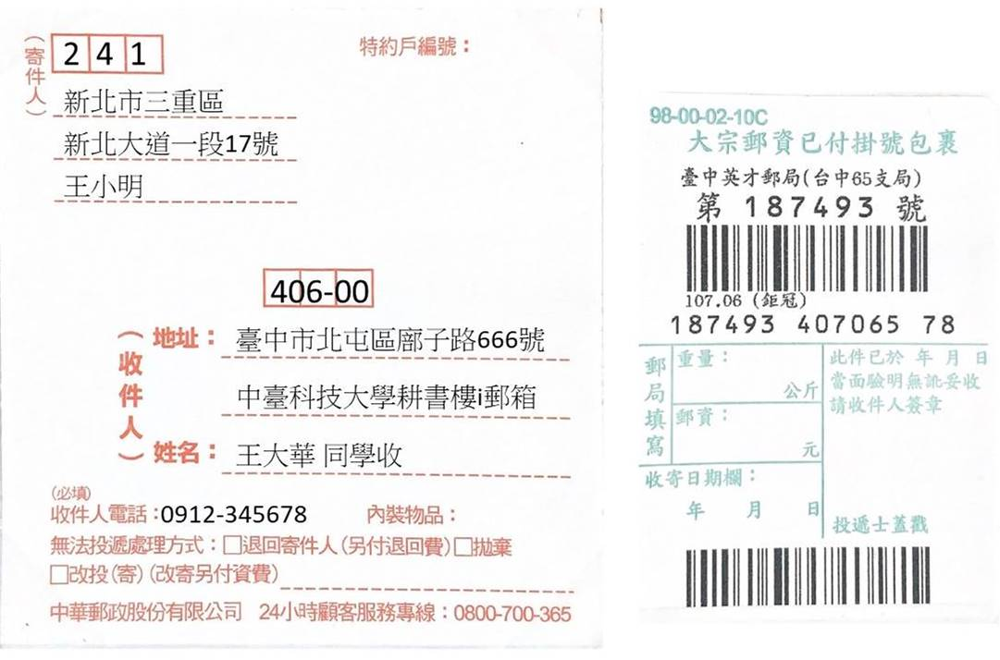 （寄件人）
241
特約戶編號：
新北市三重區
新北大道一段17號
王小明
406-00
（收件人）
地址：臺中市北屯區廍子路666號
中臺科技大學耕書樓i郵箱
姓名：王大華 同學收
(必填)
收件人電話：0912-345678 內裝物品：
無法投遞處理方式：□退回寄件人(另付退回費)□拋棄
□改投(寄)(改寄另付資費)
中華郵政股份有限公司 24小時顧客服務專線：0800-700-365
98-00-02-10C
大宗郵資已付掛號包裹
臺中英才郵局(台中65支局)
第 187493 號
107.06 (鉅冠)
187493 407065 78
郵局填寫
重量：
公斤
郵資：
元
此件已於 年 月 日
當面驗明無訛妥收
請收件人簽章
收寄日期欄：
年 月 日
投遞士蓋戳